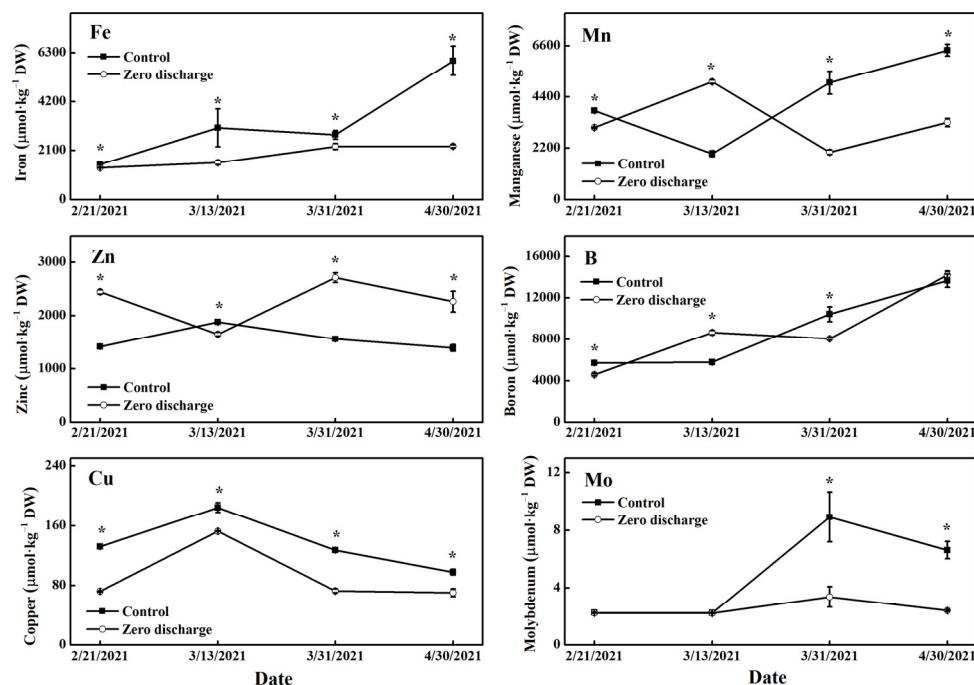 Fe
Iron (μmol·kg⁻¹ DW)
6300
4200
2100
0
Control
Zero discharge
*
*
*
*
2/21/2021
3/13/2021
3/31/2021
4/30/2021
Mn
Manganese (μmol·kg⁻¹ DW)
6600
4400
2200
0
*
*
*
*
Control
Zero discharge
2/21/2021
3/13/2021
3/31/2021
4/30/2021
Zn
Zinc (μmol·kg⁻¹ DW)
3000
2000
1000
0
*
*
*
*
Control
Zero discharge
2/21/2021
3/13/2021
3/31/2021
4/30/2021
B
Boron (μmol·kg⁻¹ DW)
16000
12000
8000
4000
0
Control
Zero discharge
*
*
*
2/21/2021
3/13/2021
3/31/2021
4/30/2021
Cu
Copper (μmol·kg⁻¹ DW)
240
160
80
0
*
*
*
*
Control
Zero discharge
2/21/2021
3/13/2021
3/31/2021
4/30/2021
Date
Mo
Molybdenum (μmol·kg⁻¹ DW)
12
8
4
0
Control
Zero discharge
*
*
2/21/2021
3/13/2021
3/31/2021
4/30/2021
Date